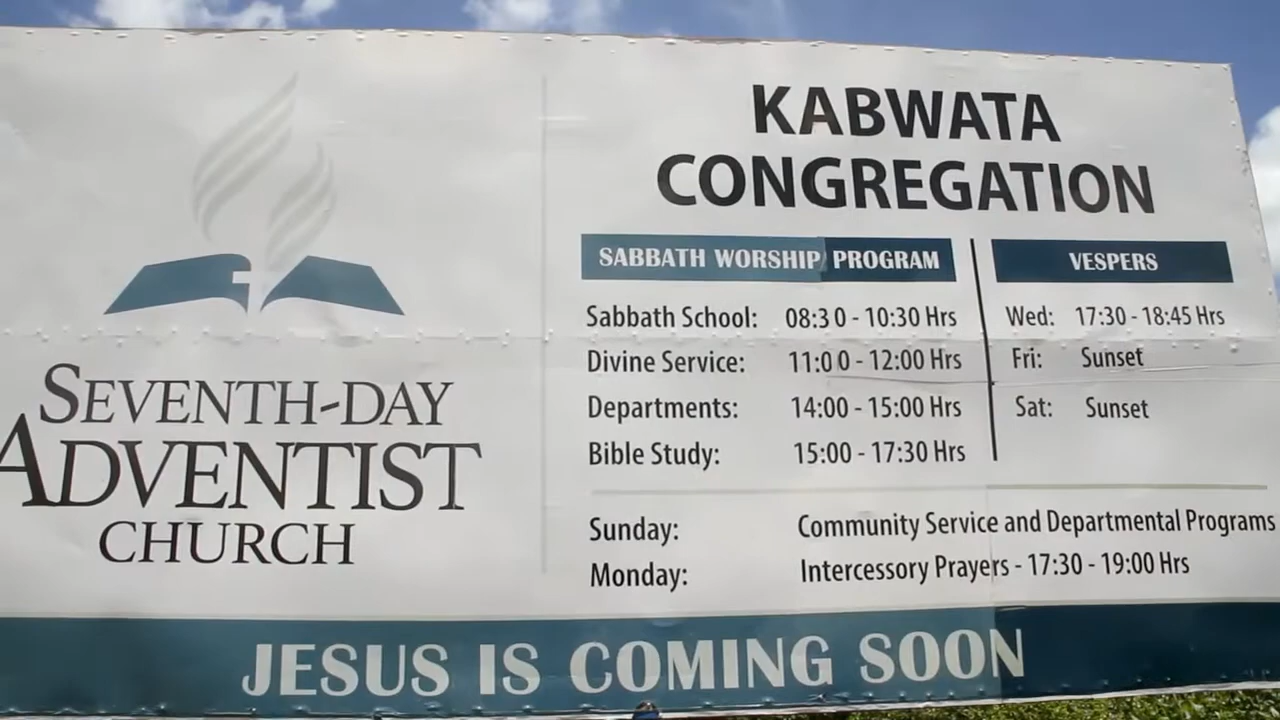 SEVENTH-DAY
ADVENTIST
CHURCH
KABWATA
CONGREGATION
SABBATH WORSHIP PROGRAM
Sabbath School: 08:30 - 10:30 Hrs
Divine Service: 11:00 - 12:00 Hrs
Departments: 14:00 - 15:00 Hrs
Bible Study: 15:00 - 17:30 Hrs
VESPERS
Wed: 17:30 - 18:45 Hrs
Fri: Sunset
Sat: Sunset
Sunday: Community Service and Departmental Programs
Monday: Intercessory Prayers - 17:30 - 19:00 Hrs
JESUS IS COMING SOON